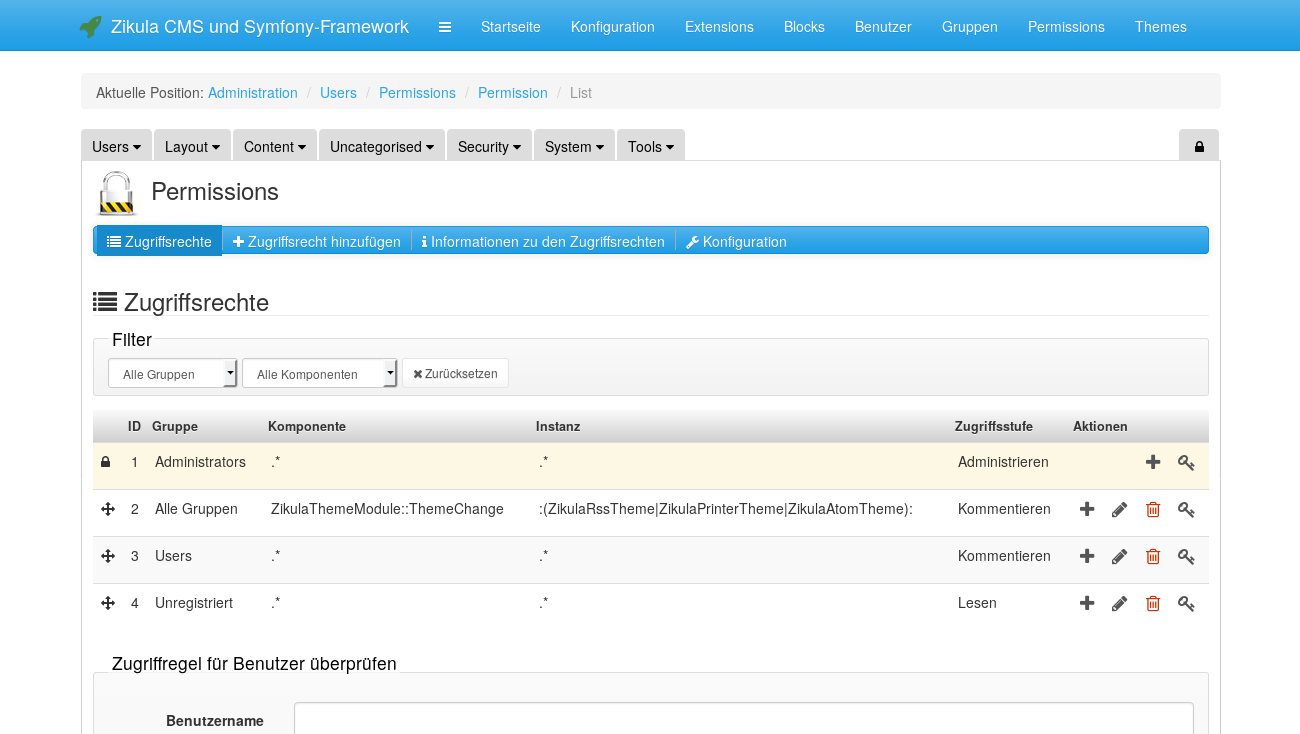 Zikula CMS und Symfony-Framework Startseite Konfiguration Extensions Blocks Benutzer Gruppen Permissions Themes
Aktuelle Position: Administration / Users / Permissions / Permission / List
Users Layout Content Uncategorised Security System Tools
Permissions
Zugriffsrechte Zugriffsrecht hinzufügen Informationen zu den Zugriffsrechten Konfiguration
Zugriffsrechte
Filter
Alle Gruppen Alle Komponenten Zurücksetzen
ID Gruppe Komponente Instanz Zugriffsstufe Aktionen
1 Administrators .* .* Administrieren
2 Alle Gruppen ZikulaThemeModule::ThemeChange :(ZikulaRssTheme|ZikulaPrinterTheme|ZikulaAtomTheme): Kommentieren
3 Users .* .* Kommentieren
4 Unregistriert .* .* Lesen
Zugriffregel für Benutzer überprüfen
Benutzername